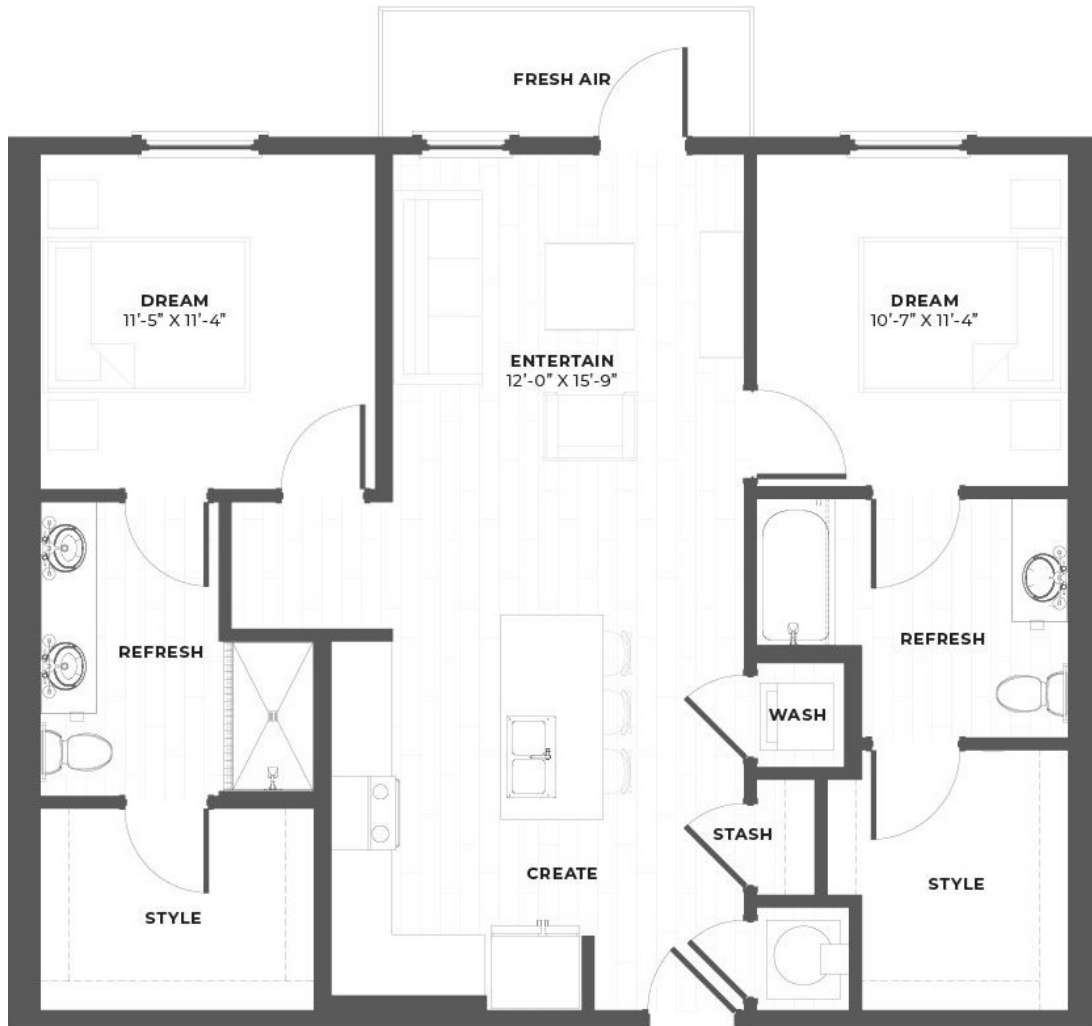 FRESH AIR
DREAM
11’-5” X 11’-4”
DREAM
10’-7” X 11’-4”
ENTERTAIN
12’-0” X 15’-9”
REFRESH
REFRESH
WASH
STASH
CREATE
STYLE
STYLE